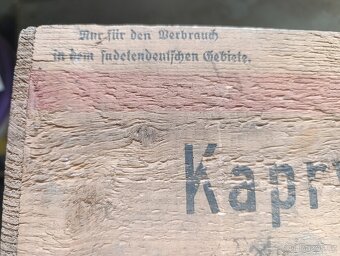 Nur für den Verbrauch
in dem sudetendeutschen Gebiete.
Kapr